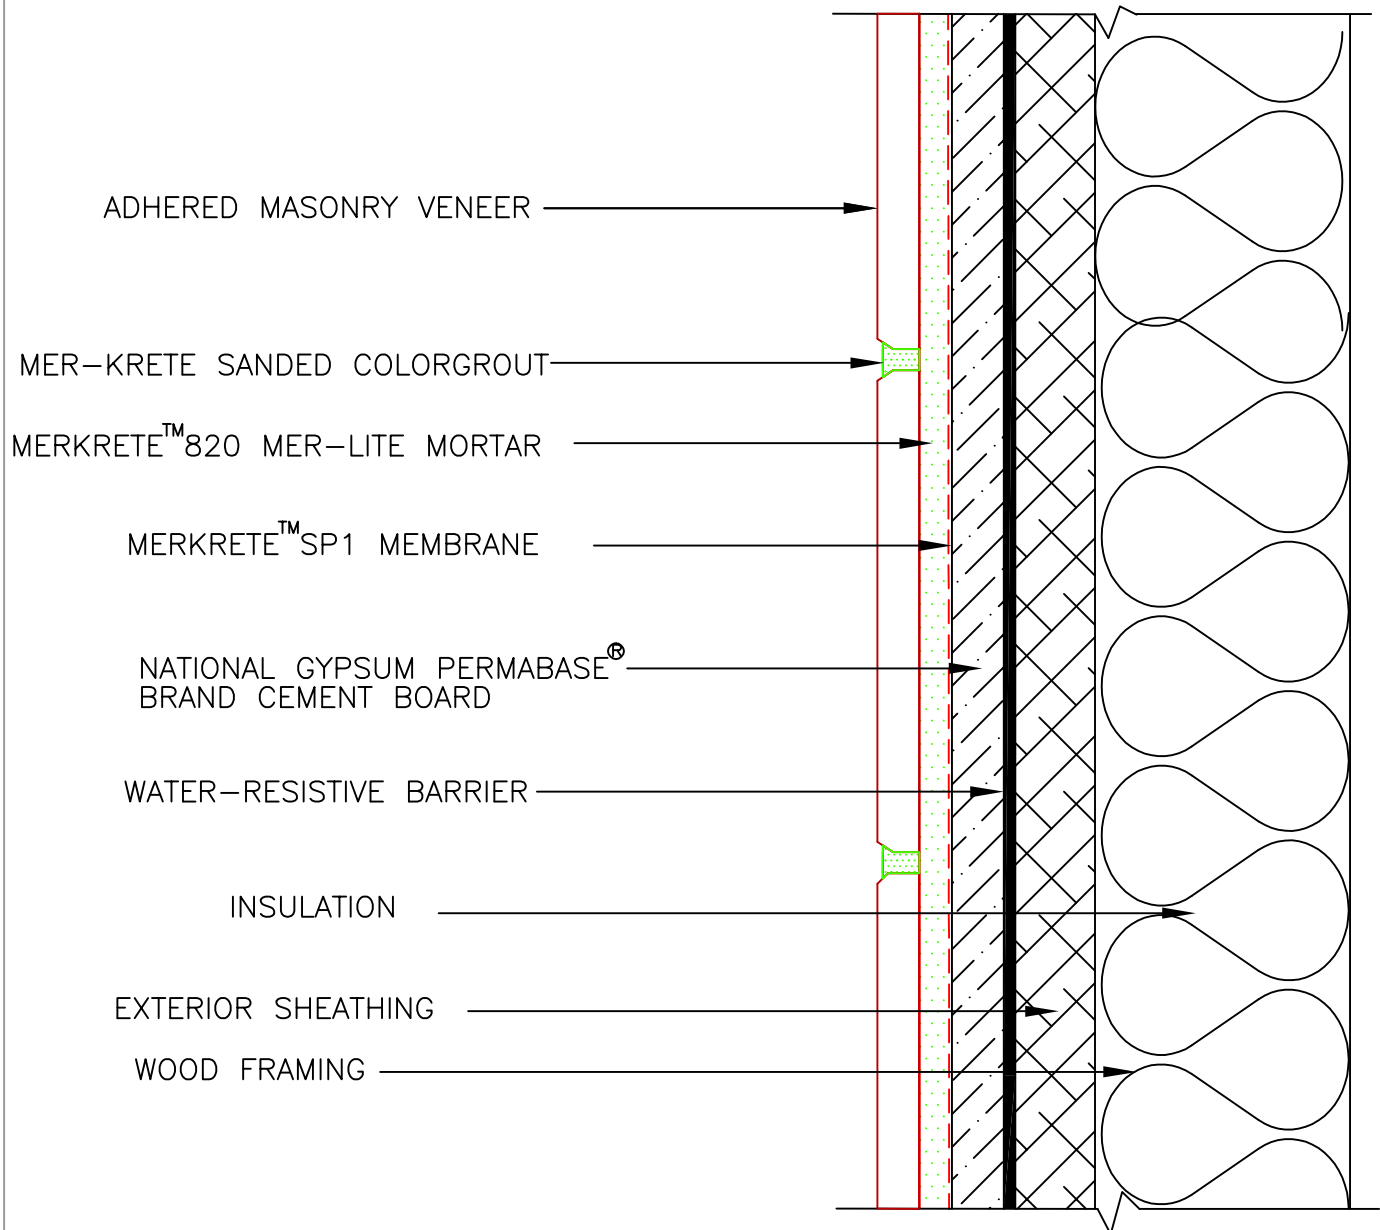 ADHERED MASONRY VENEER
MER-KRETE SANDED COLORGROUT
MERKRETE™820 MER-LITE MORTAR
MERKRETE™SP1 MEMBRANE
NATIONAL GYPSUM PERMABASE®
BRAND CEMENT BOARD
WATER-RESISTIVE BARRIER
INSULATION
EXTERIOR SHEATHING
WOOD FRAMING